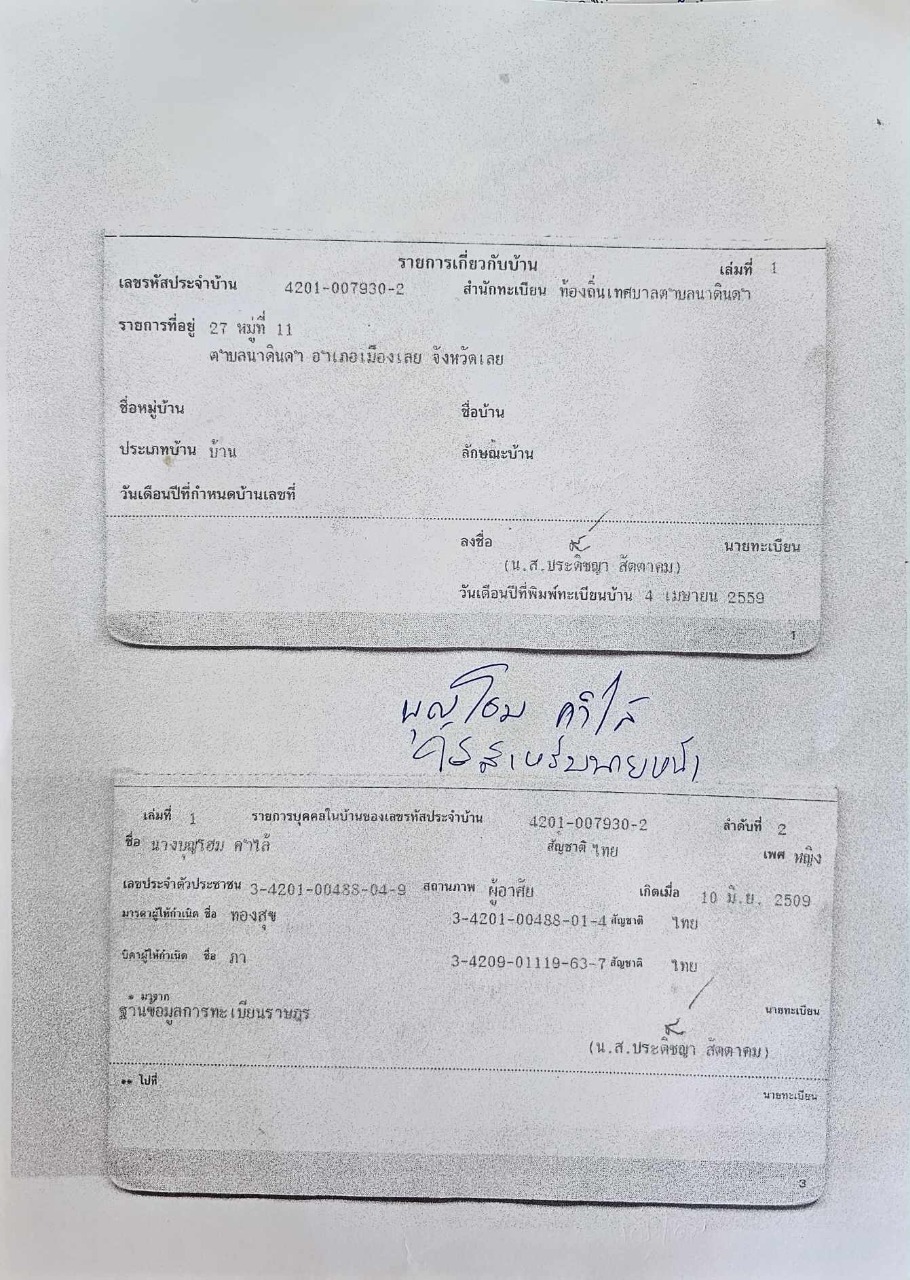 รายการเกี่ยวกับบ้าน
เล่มที่ 1
เลขรหัสประจำบ้าน 4201-007930-2 สำนักทะเบียน ท้องถิ่นเทศบาลตำบลนาดินดำ
รายการที่อยู่ 27 หมู่ที่ 11
ตำบลนาดินดำ อำเภอเมืองเลย จังหวัดเลย
ชื่อหมู่บ้าน ชื่อบ้าน
ประเภทบ้าน บ้าน ลักษณะบ้าน
วันเดือนปีที่กำหนดบ้านเลขที่
ลงชื่อ นายทะเบียน
(น.ส.ประดิชญา สัตตาคม)
วันเดือนปีที่พิมพ์ทะเบียนบ้าน 4 เมษายน 2559
1
บุญโฮม คำไล้
ใช้สำหรับนายหน้า
เล่มที่ 1 รายการบุคคลในบ้านของเลขรหัสประจำบ้าน 4201-007930-2 ลำดับที่ 2
ชื่อ นางบุญโฮม คำไล้ สัญชาติ ไทย เพศ หญิง
เลขประจำตัวประชาชน 3-4201-00488-04-9 สถานภาพ ผู้อาศัย เกิดเมื่อ 10 มิ.ย. 2509
มารดาผู้ให้กำเนิด ชื่อ ทองสุข 3-4201-00488-01-4 สัญชาติ ไทย
บิดาผู้ให้กำเนิด ชื่อ ภา 3-4209-01119-63-7 สัญชาติ ไทย
* มาจาก
ฐานข้อมูลการทะเบียนราษฎร นายทะเบียน
(น.ส.ประดิชญา สัตตาคม)
** ไปที่
นายทะเบียน
3